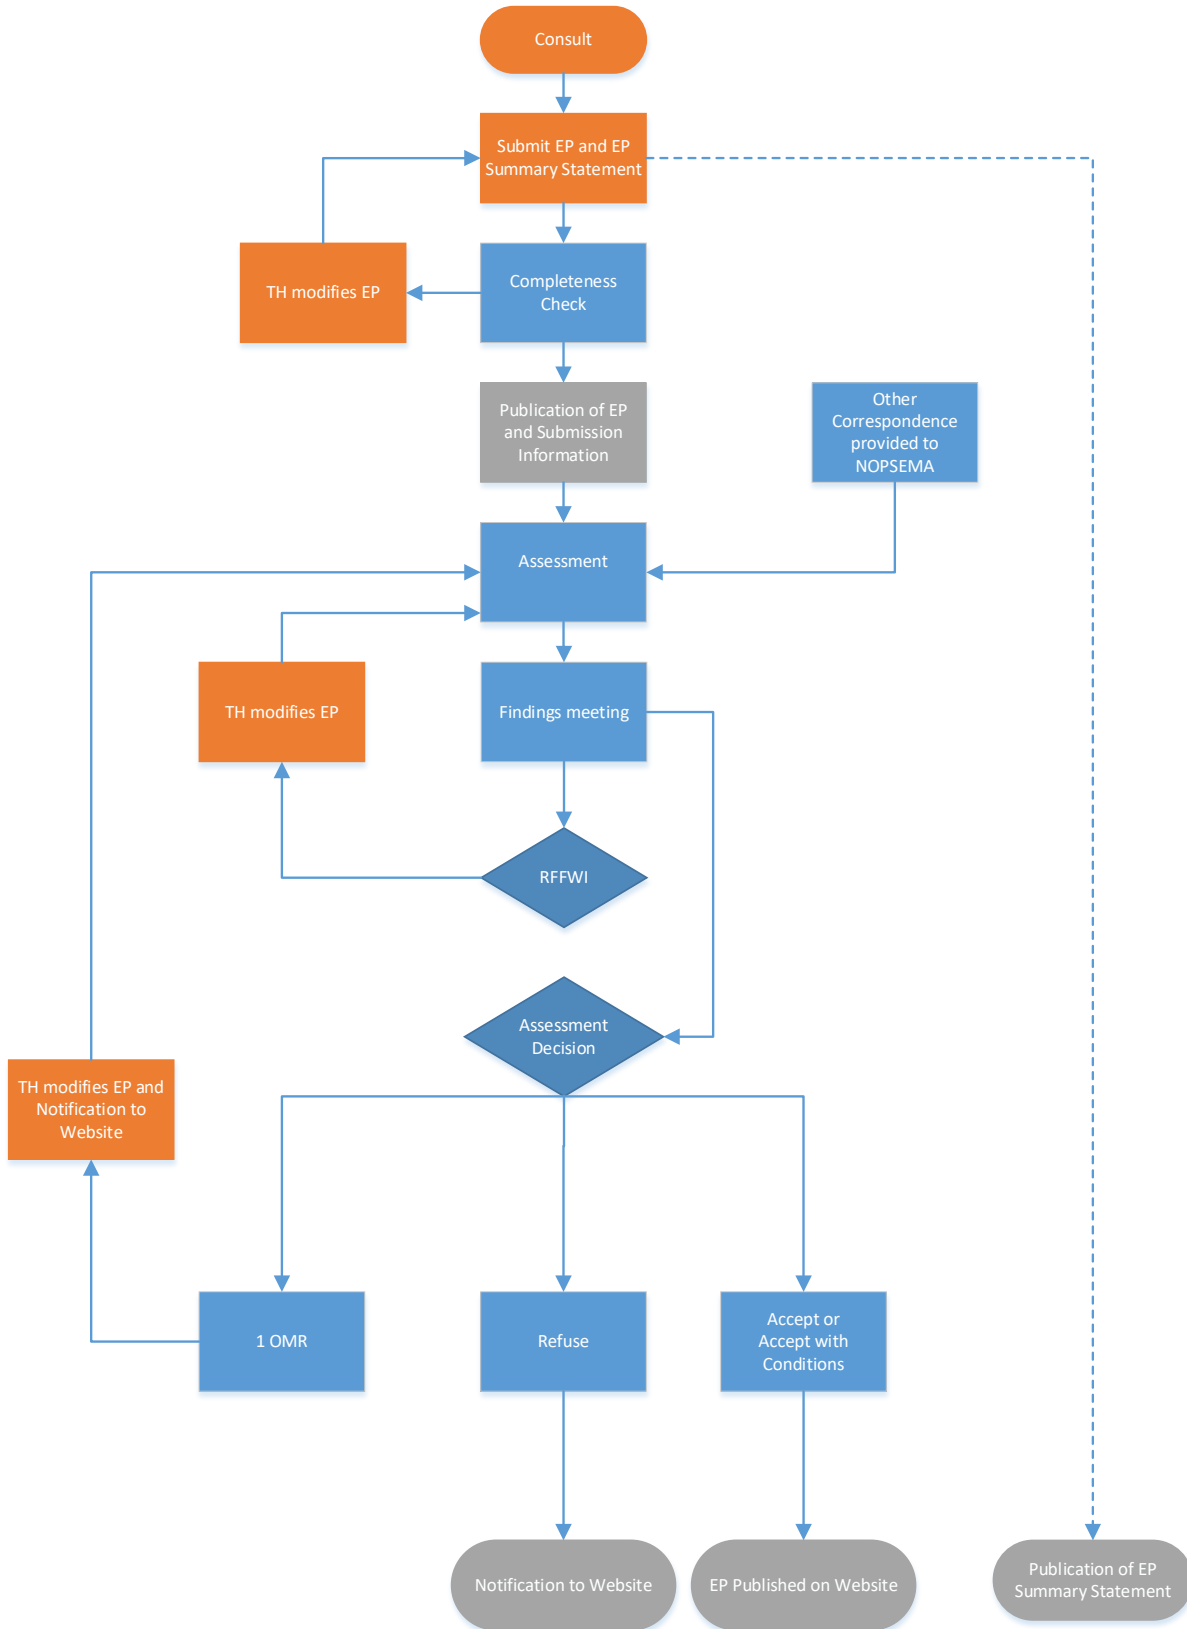 Consult
Submit EP and EP
Summary Statement
TH modifies EP
Completeness
Check
Publication of EP
and Submission
Information
Other
Correspondence
provided to
NOPSEMA
Assessment
TH modifies EP
Findings meeting
RFFWI
Assessment
Decision
TH modifies EP and
Notification to
Website
1 OMR
Refuse
Accept or
Accept with
Conditions
Notification to Website
EP Published on Website
Publication of EP
Summary Statement